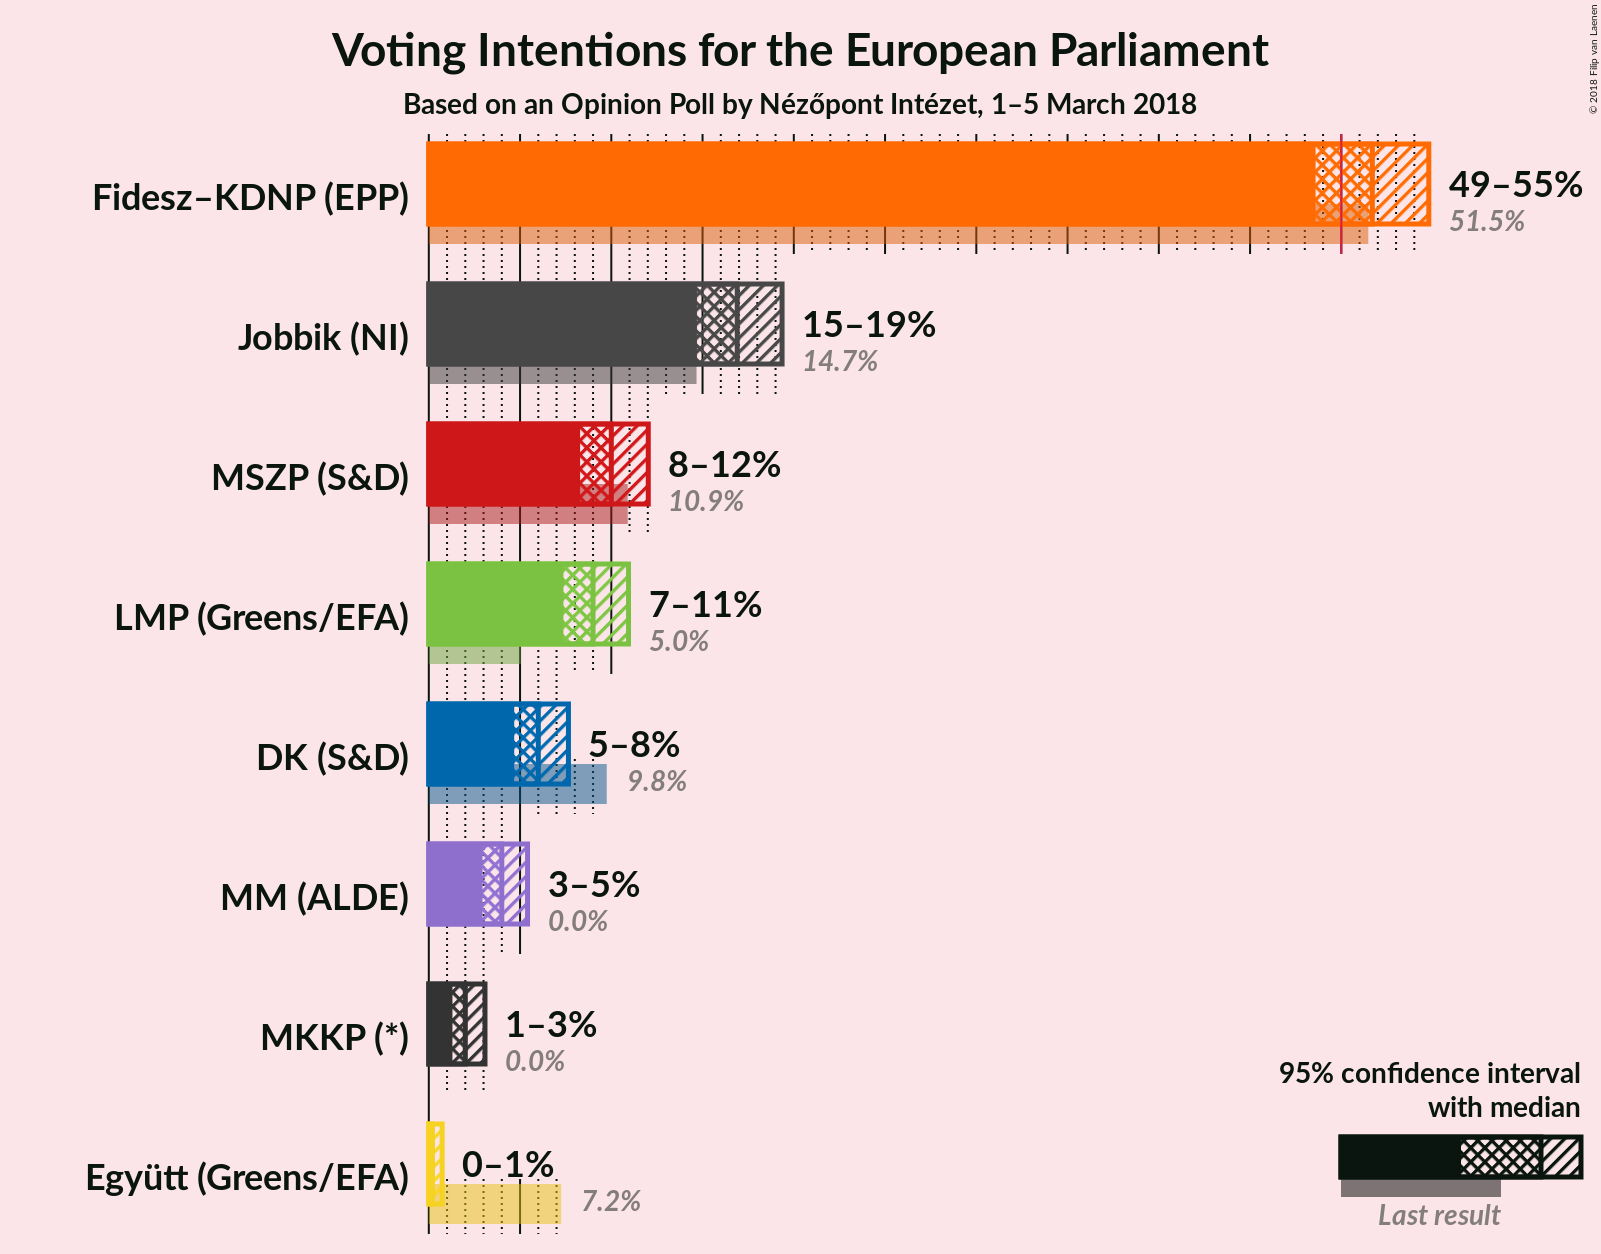 Voting Intentions for the European Parliament
Based on an Opinion Poll by Nézőpont Intézet, 1–5 March 2018
© 2018 Filip van Laenen
Fidesz–KDNP (EPP)
49–55%
51.5%
Jobbik (NI)
15–19%
14.7%
MSZP (S&D)
8–12%
10.9%
LMP (Greens/EFA)
7–11%
5.0%
DK (S&D)
5–8%
9.8%
MM (ALDE)
3–5%
0.0%
MKKP (*)
1–3%
0.0%
Együtt (Greens/EFA)
0–1%
7.2%
95% confidence interval
with median
Last result